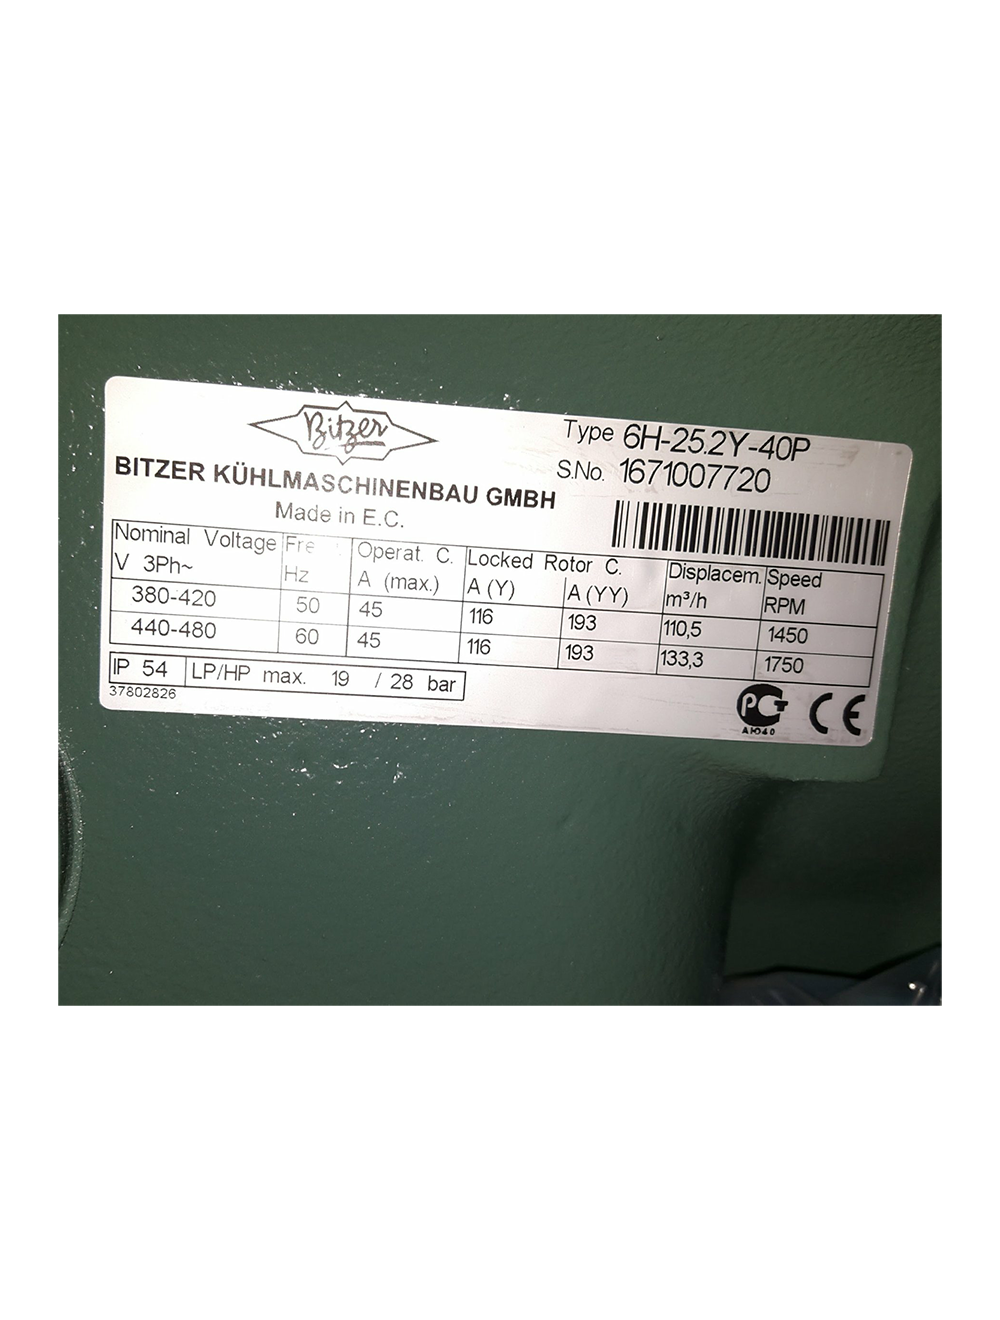 Bitzer
Type 6H-25.2Y-40P
BITZER KÜHLMASCHINENBAU GMBH
S.No. 1671007720
Made in E.C.
Nominal Voltage Operat. C. Locked Rotor C. Displacem. Speed
V 3Ph~ Hz A (max.) A (Y) A (YY) m³/h RPM
380-420 50 45 116 193 110,5 1450
440-480 60 45 116 193 133,3 1750
IP 54 LP/HP max. 19 / 28 bar
37802826
РСТ CE
АЮ40